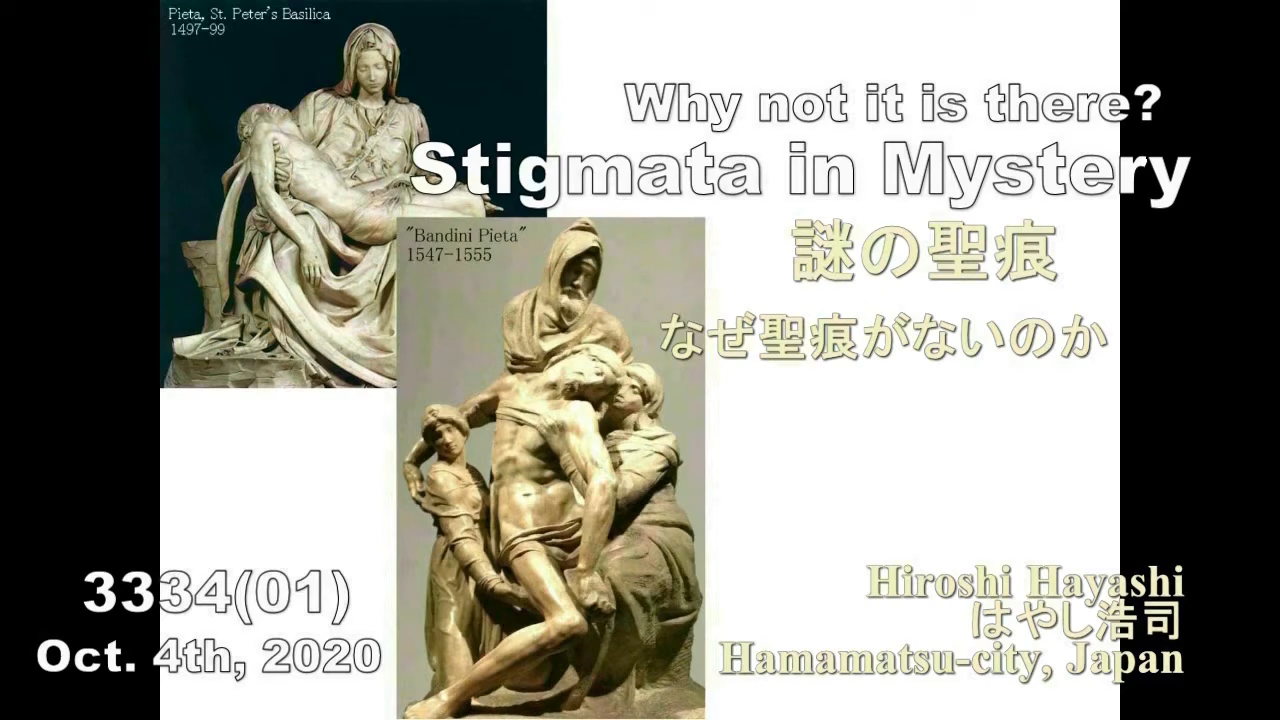 Pieta, St. Peter's Basilica
1497-99
Why not it is there?
Stigmata in Mystery
謎の聖痕
"Bandini Pieta"
1547-1555
なぜ聖痕がないのか
3334(01)
Oct. 4th, 2020
Hiroshi Hayashi
はやし浩司
Hamamatsu-city, Japan